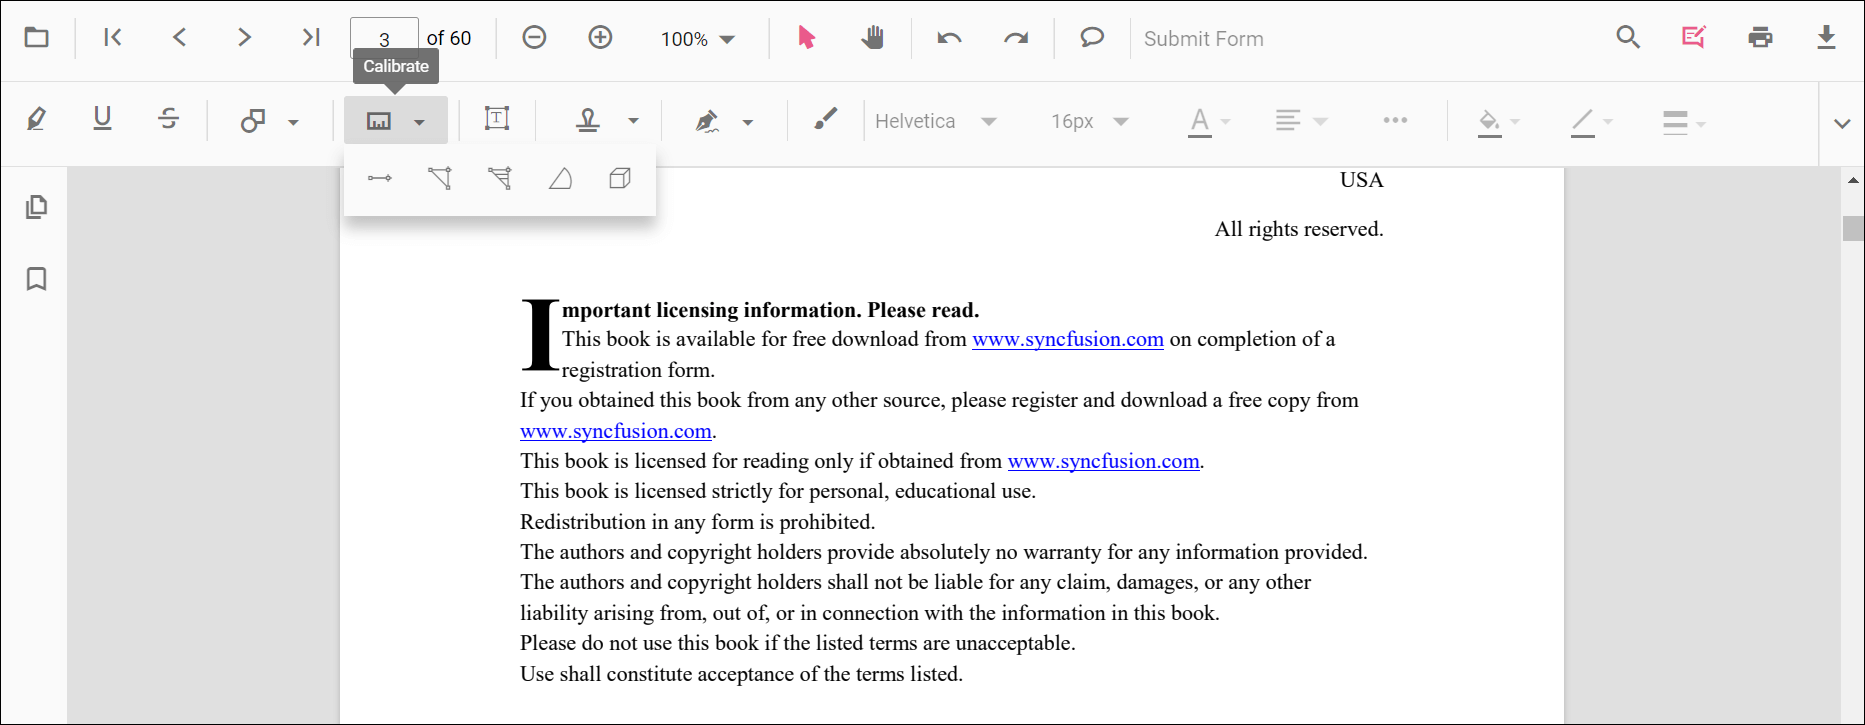 3 of 60
100%
Submit Form
Calibrate
U S T
Helvetica
16px
A
USA
All rights reserved.
Important licensing information. Please read.
This book is available for free download from www.syncfusion.com on completion of a
registration form.
If you obtained this book from any other source, please register and download a free copy from
www.syncfusion.com.
This book is licensed for reading only if obtained from www.syncfusion.com.
This book is licensed strictly for personal, educational use.
Redistribution in any form is prohibited.
The authors and copyright holders provide absolutely no warranty for any information provided.
The authors and copyright holders shall not be liable for any claim, damages, or any other
liability arising from, out of, or in connection with the information in this book.
Please do not use this book if the listed terms are unacceptable.
Use shall constitute acceptance of the terms listed.